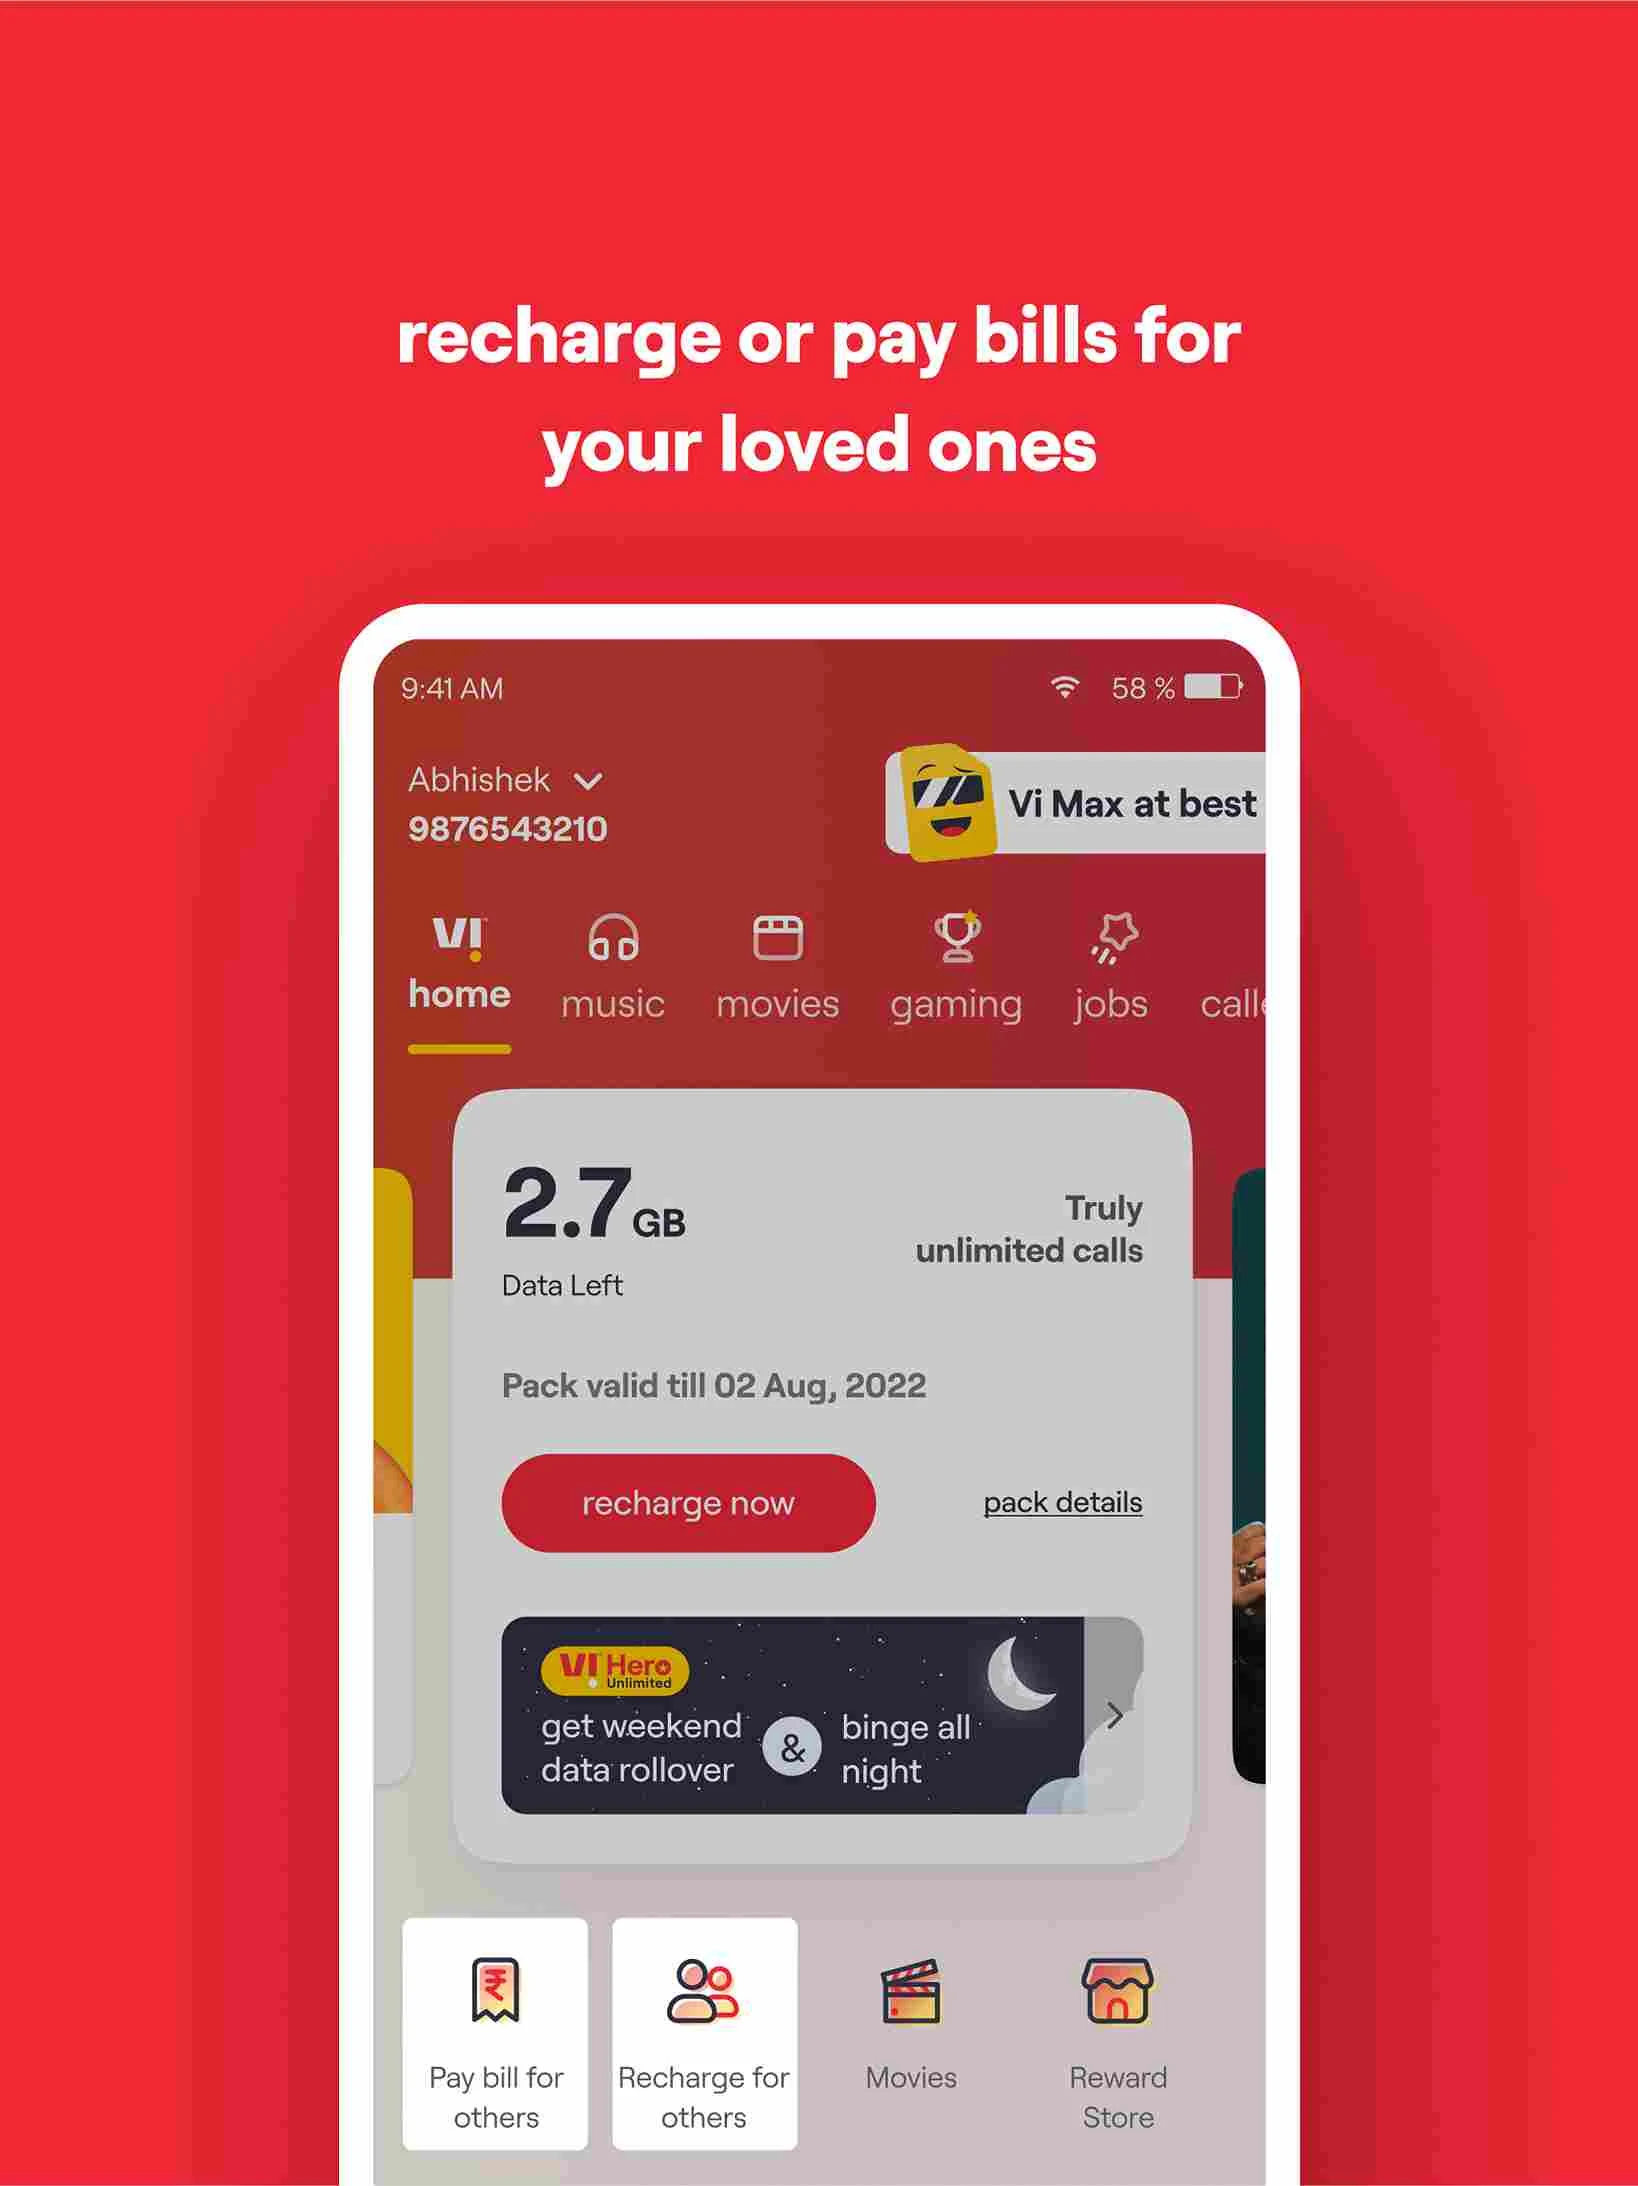 recharge or pay bills for
your loved ones
9:41 AM
58 %
Abhishek
9876543210
Vi Max at best
VI
home
music
movies
gaming
jobs
calle
2.7 GB
Data Left
Truly
unlimited calls
Pack valid till 02 Aug, 2022
recharge now
pack details
VI Hero
Unlimited
get weekend
data rollover
&
binge all
night
₹
Pay bill for
others
Recharge for
others
Movies
Reward
Store